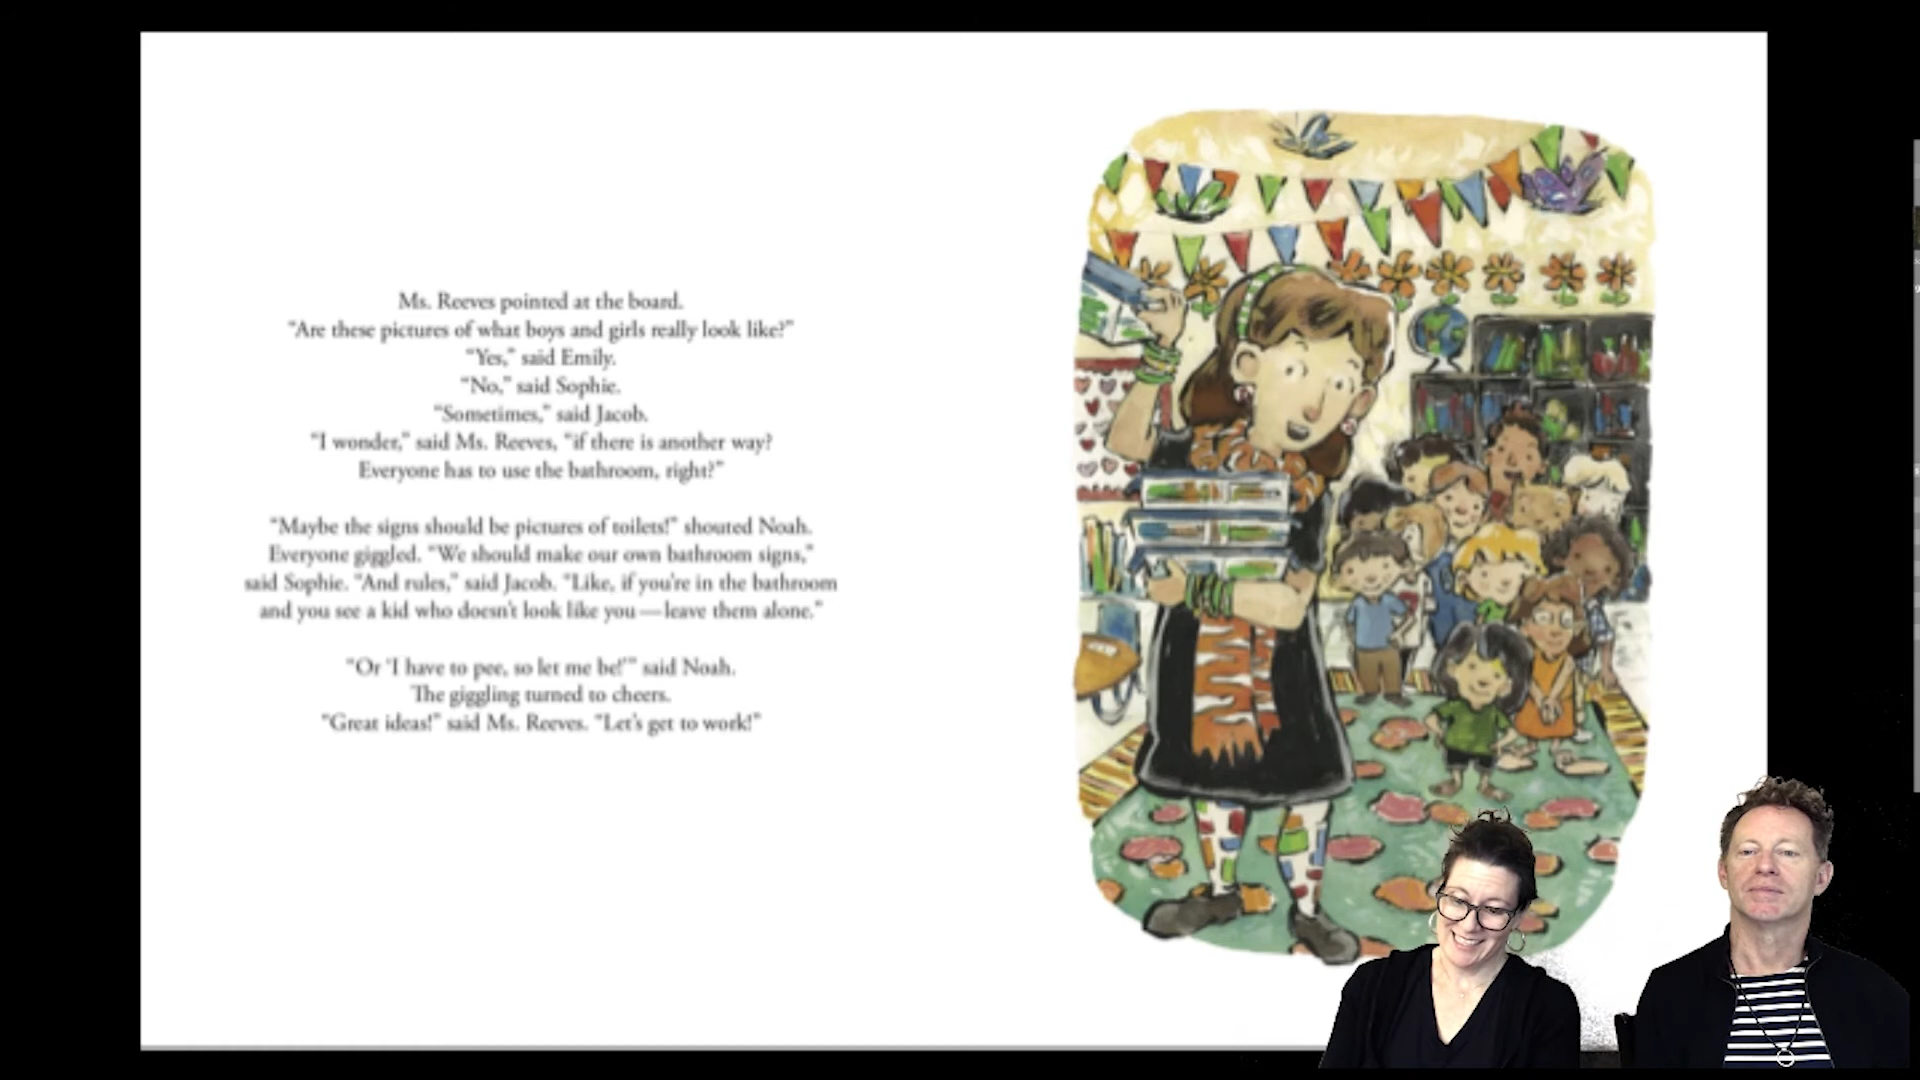 Ms. Reeves pointed at the board.
“Are these pictures of what boys and girls really look like?”
“Yes,” said Emily.
“No,” said Sophie.
“Sometimes,” said Jacob.
“I wonder,” said Ms. Reeves, “if there is another way?
Everyone has to use the bathroom, right?”
“Maybe the signs should be pictures of toilets!” shouted Noah.
Everyone giggled. “We should make our own bathroom signs,”
said Sophie. “And rules,” said Jacob. “Like, if you’re in the bathroom
and you see a kid who doesn’t look like you—leave them alone.”
“Or ‘I have to pee, so let me be!’” said Noah.
The giggling turned to cheers.
“Great ideas!” said Ms. Reeves. “Let’s get to work!”